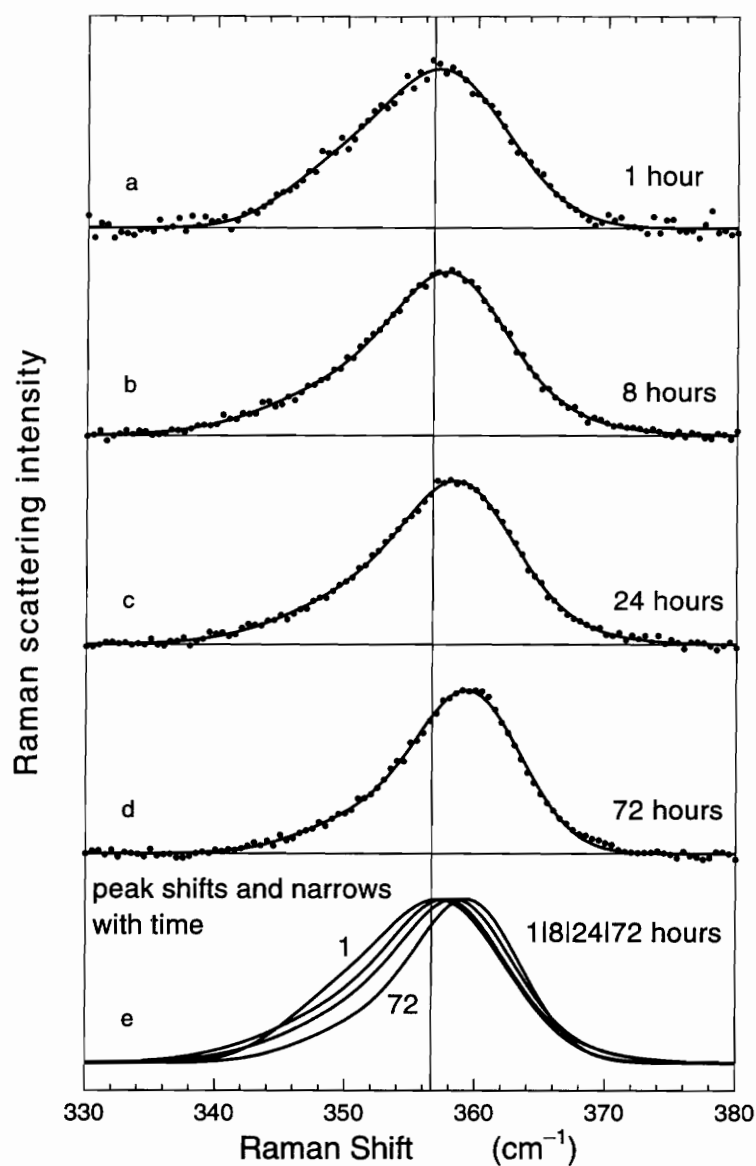 Raman scattering intensity
a
1 hour
b
8 hours
c
24 hours
d
72 hours
peak shifts and narrows
with time
1
1|8|24|72 hours
72
e
330 340 350 360 370 380
Raman Shift (cm⁻¹)